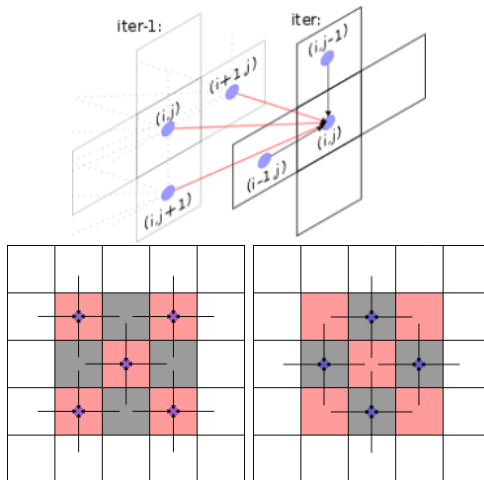 iter-1:
iter:
(i,j-1)
(i+1,j)
(i,j)
(i,j)
(i-1,j)
(i,j+1)